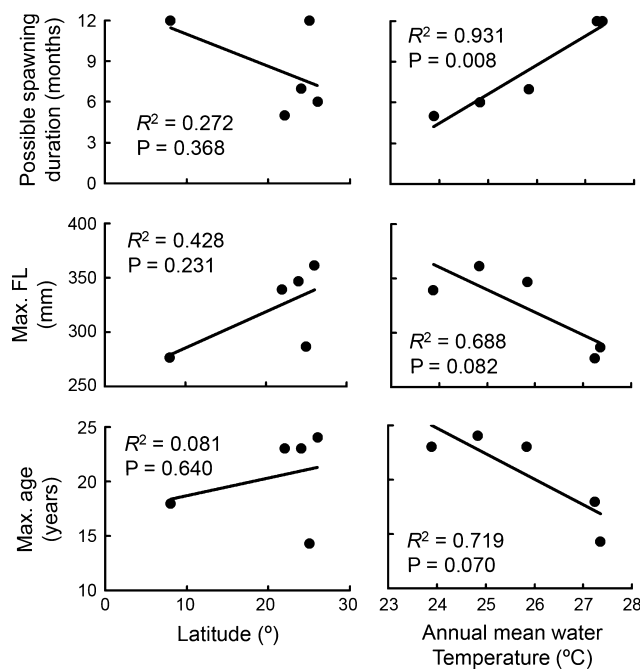 Possible spawning
duration (months)
12
9
6
3
0
R² = 0.272
P = 0.368
R² = 0.931
P = 0.008
Max. FL
(mm)
400
350
300
250
R² = 0.428
P = 0.231
R² = 0.688
P = 0.082
Max. age
(years)
25
20
15
10
R² = 0.081
P = 0.640
R² = 0.719
P = 0.070
0 10 20 30
23 24 25 26 27 28
Latitude (º)
Annual mean water
Temperature (ºC)